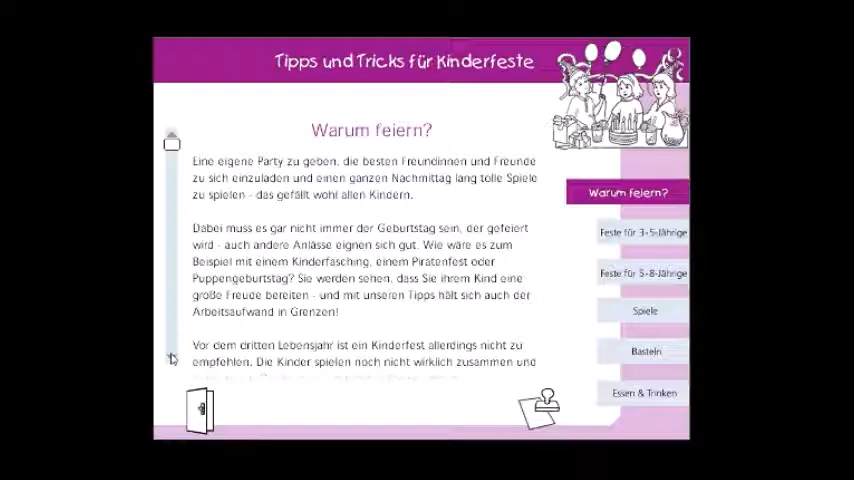 Tipps und Tricks für Kinderfeste
Warum feiern?
Eine eigene Party zu geben, die besten Freundinnen und Freunde
zu sich einzuladen und einen ganzen Nachmittag lang tolle Spiele
zu spielen - das gefällt wohl allen Kindern.
Dabei muss es gar nicht immer der Geburtstag sein, der gefeiert
wird - auch andere Anlässe eignen sich gut. Wie wäre es zum
Beispiel mit einem Kinderfasching, einem Piratenfest oder
Puppengeburtstag? Sie werden sehen, dass Sie ihrem Kind eine
große Freude bereiten - und mit unseren Tipps hält sich auch der
Arbeitsaufwand in Grenzen!
Vor dem dritten Lebensjahr ist ein Kinderfest allerdings nicht zu
empfehlen. Die Kinder spielen noch nicht wirklich zusammen und
Warum feiern?
Feste für 3-5-Jährige
Feste für 5-8-Jährige
Spiele
Basteln
Essen & Trinken